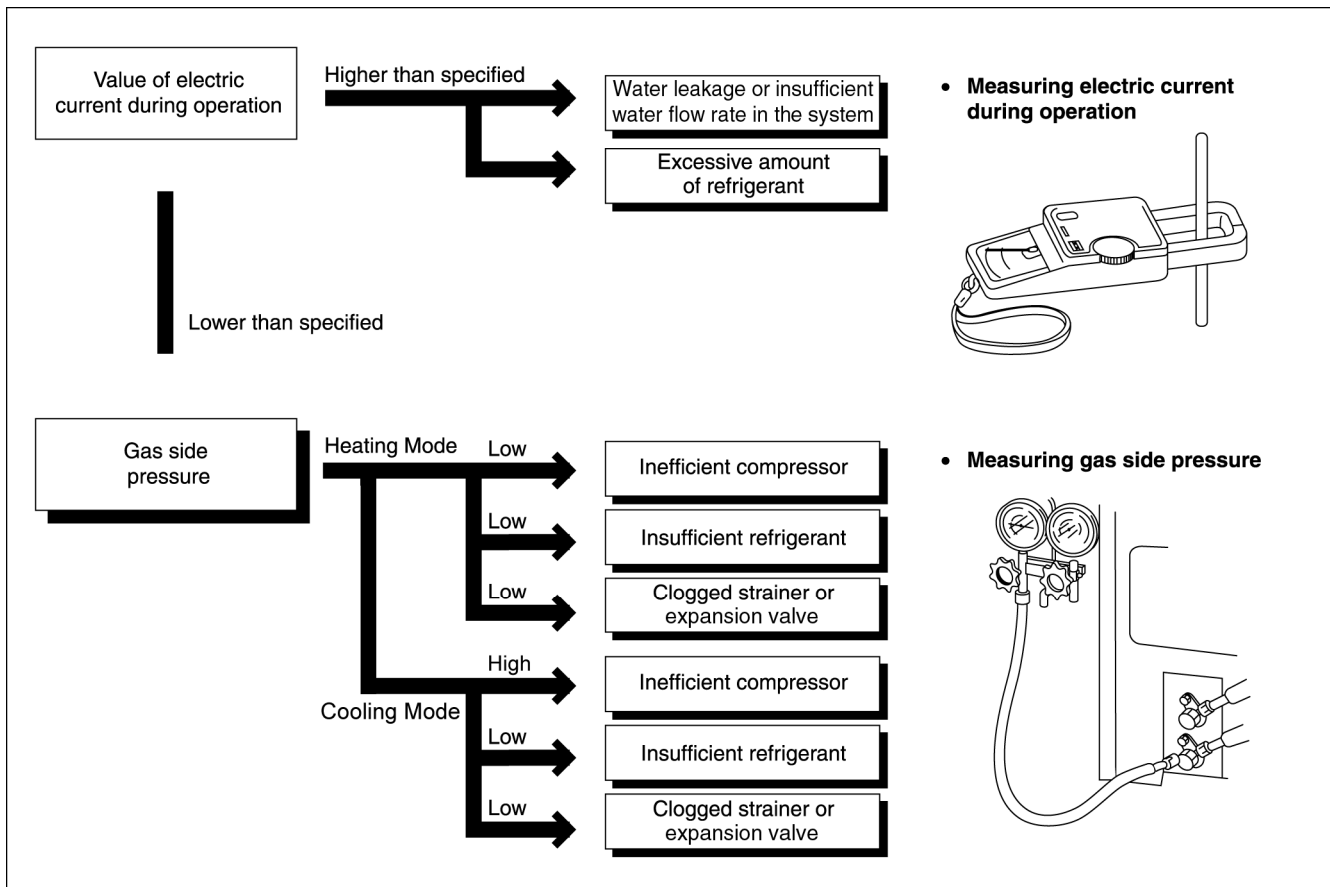 Value of electric
current during operation
Higher than specified
Water leakage or insufficient
water flow rate in the system
Excessive amount
of refrigerant
• Measuring electric current
during operation
Lower than specified
Gas side
pressure
Heating Mode
Low
Inefficient compressor
Low
Insufficient refrigerant
Low
Clogged strainer or
expansion valve
High
Inefficient compressor
Cooling Mode
Low
Insufficient refrigerant
Low
Clogged strainer or
expansion valve
• Measuring gas side pressure